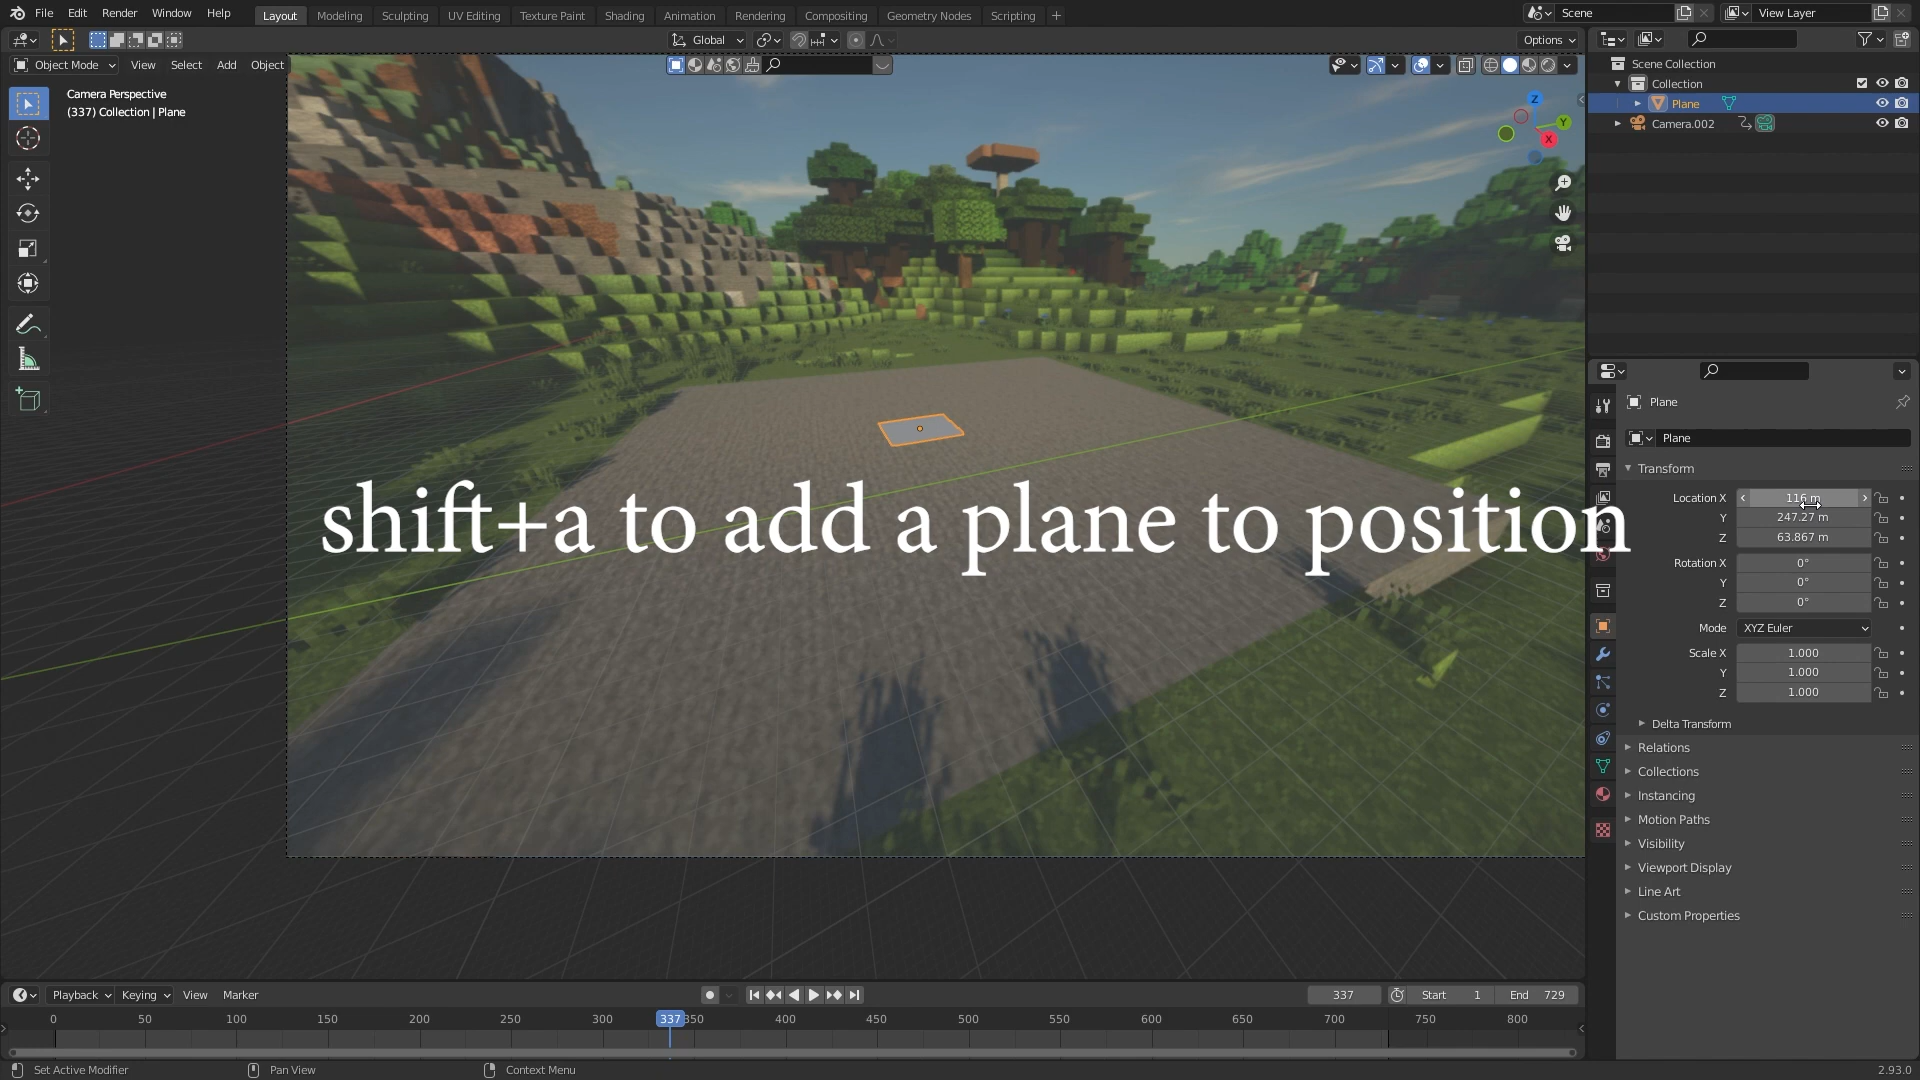 File Edit Render Window Help
Layout Modeling Sculpting UV Editing Texture Paint Shading Animation Rendering Compositing Geometry Nodes Scripting +
Scene
View Layer
Global
Options
Object Mode View Select Add Object
Camera Perspective
(337) Collection | Plane
Z
Y
X
shift+a to add a plane to position
Scene Collection
Collection
Plane
Camera.002
Plane
Plane
Transform
Location X 116 m
Y 247.27 m
Z 63.867 m
Rotation X 0°
Y 0°
Z 0°
Mode XYZ Euler
Scale X 1.000
Y 1.000
Z 1.000
Delta Transform
Relations
Collections
Instancing
Motion Paths
Visibility
Viewport Display
Line Art
Custom Properties
Playback Keying View Marker
337 Start 1 End 729
0 50 100 150 200 250 300 337 350 400 450 500 550 600 650 700 750 800
Set Active Modifier Pan View Context Menu 2.93.0